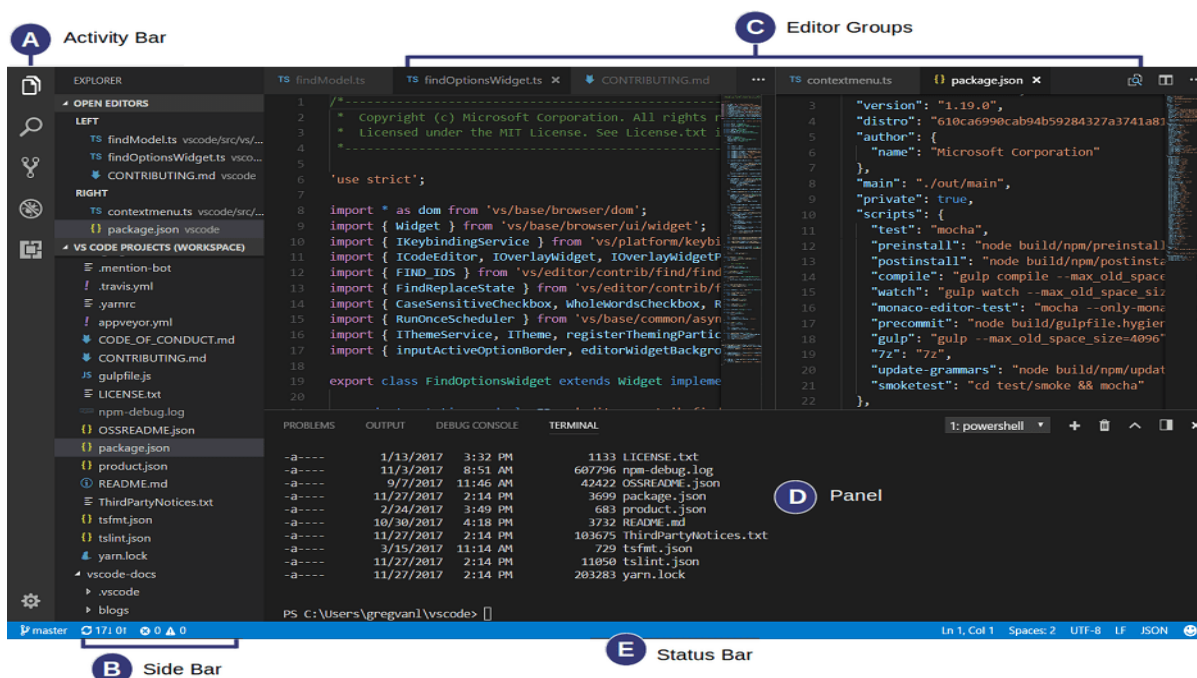 A Activity Bar
C Editor Groups
EXPLORER
OPEN EDITORS
LEFT
TS findModel.ts vscode/src/vs/...
TS findOptionsWidget.ts vsco...
CONTRIBUTING.md vscode
RIGHT
TS contextmenu.ts vscode/src/...
{} package.json vscode
VS CODE PROJECTS (WORKSPACE)
.mention-bot
! .travis.yml
.yarnrc
! appveyor.yml
CODE_OF_CONDUCT.md
CONTRIBUTING.md
JS gulpfile.js
LICENSE.txt
npm-debug.log
{} OSSREADME.json
{} package.json
{} product.json
README.md
ThirdPartyNotices.txt
{} tsfmt.json
{} tslint.json
yarn.lock
vscode-docs
.vscode
blogs
TS findModel.ts TS findOptionsWidget.ts × CONTRIBUTING.md ···
1 /*--------------------------------------------------------
2 * Copyright (c) Microsoft Corporation. All rights r
3 * Licensed under the MIT License. See License.txt i
4 *--------------------------------------------------------
5
6 'use strict';
7
8 import * as dom from 'vs/base/browser/dom';
9 import { Widget } from 'vs/base/browser/ui/widget';
10 import { IKeybindingService } from 'vs/platform/keybi
11 import { ICodeEditor, IOverlayWidget, IOverlayWidgetP
12 import { FIND_IDS } from 'vs/editor/contrib/find/find
13 import { FindReplaceState } from 'vs/editor/contrib/f
14 import { CaseSensitiveCheckbox, WholeWordsCheckbox, R
15 import { RunOnceScheduler } from 'vs/base/common/asyn
16 import { IThemeService, ITheme, registerThemingPartic
17 import { inputActiveOptionBorder, editorWidgetBackgro
18
19 export class FindOptionsWidget extends Widget impleme
20
TS contextmenu.ts {} package.json ×
3 "version": "1.19.0",
4 "distro": "610ca6990cab94b59284327a3741a81
5 "author": {
6 "name": "Microsoft Corporation"
7 },
8 "main": "./out/main",
9 "private": true,
10 "scripts": {
11 "test": "mocha",
12 "preinstall": "node build/npm/preinstall
13 "postinstall": "node build/npm/postinsta
14 "compile": "gulp compile --max_old_space
15 "watch": "gulp watch --max_old_space_siz
16 "monaco-editor-test": "mocha --only-mona
17 "precommit": "node build/gulpfile.hygien
18 "gulp": "gulp --max_old_space_size=4096"
19 "7z": "7z",
20 "update-grammars": "node build/npm/updat
21 "smoketest": "cd test/smoke && mocha"
22 },
PROBLEMS OUTPUT DEBUG CONSOLE TERMINAL 1: powershell
-a---- 1/13/2017 3:32 PM 1133 LICENSE.txt
-a---- 11/3/2017 8:51 AM 607796 npm-debug.log
-a---- 9/7/2017 11:46 AM 42422 OSSREADME.json
-a---- 11/27/2017 2:14 PM 3699 package.json
-a---- 2/24/2017 3:49 PM 683 product.json
-a---- 10/30/2017 4:18 PM 3732 README.md
-a---- 11/27/2017 2:14 PM 103675 ThirdPartyNotices.txt
-a---- 3/15/2017 11:14 AM 729 tsfmt.json
-a---- 11/27/2017 2:14 PM 11050 tslint.json
-a---- 11/27/2017 2:14 PM 203283 yarn.lock
D Panel
PS C:\Users\gregvanl\vscode>
master 17↓ 0↑ 0 0 Ln 1, Col 1 Spaces: 2 UTF-8 LF JSON
B Side Bar
E Status Bar